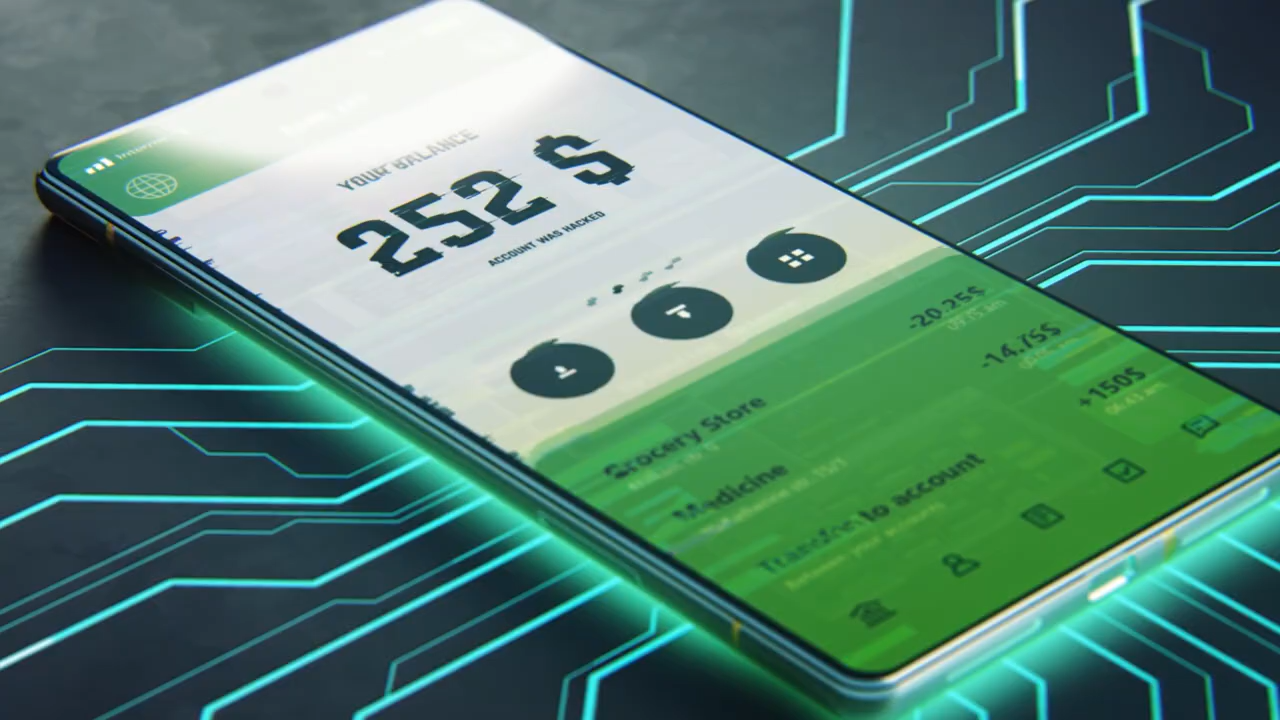 YOUR BALANCE
252 $
ACCOUNT WAS HACKED
Grocery Store -20.25$
Medicine -14.75$
Transfer to account +150$